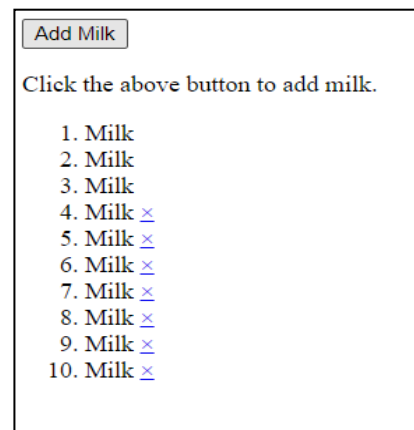 Add Milk
Click the above button to add milk.
1. Milk
2. Milk
3. Milk
4. Milk ×
5. Milk ×
6. Milk ×
7. Milk ×
8. Milk ×
9. Milk ×
10. Milk ×